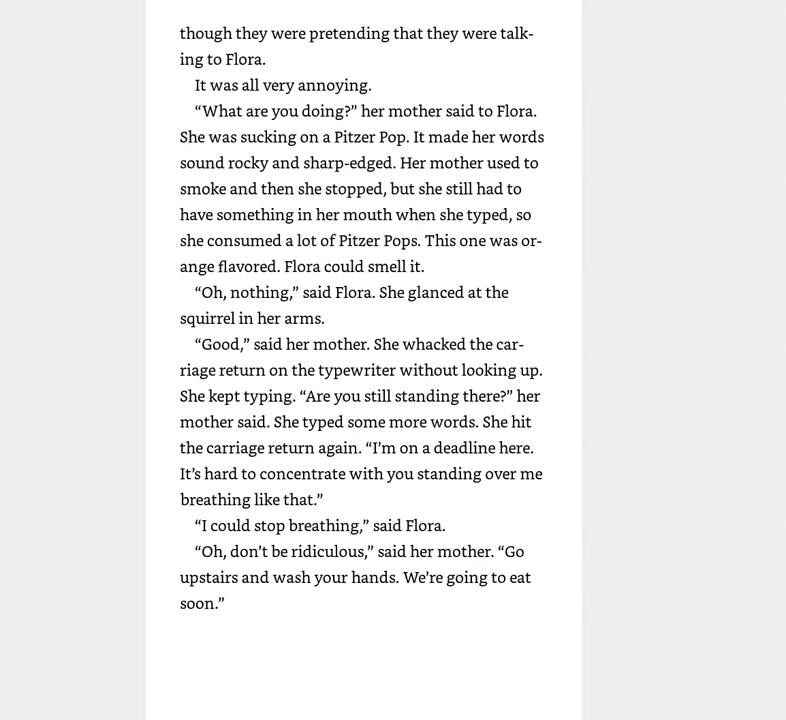 though they were pretending that they were talk-
ing to Flora.
It was all very annoying.
“What are you doing?” her mother said to Flora.
She was sucking on a Pitzer Pop. It made her words
sound rocky and sharp-edged. Her mother used to
smoke and then she stopped, but she still had to
have something in her mouth when she typed, so
she consumed a lot of Pitzer Pops. This one was or-
ange flavored. Flora could smell it.
“Oh, nothing,” said Flora. She glanced at the
squirrel in her arms.
“Good,” said her mother. She whacked the car-
riage return on the typewriter without looking up.
She kept typing. “Are you still standing there?” her
mother said. She typed some more words. She hit
the carriage return again. “I’m on a deadline here.
It’s hard to concentrate with you standing over me
breathing like that.”
“I could stop breathing,” said Flora.
“Oh, don’t be ridiculous,” said her mother. “Go
upstairs and wash your hands. We’re going to eat
soon.”